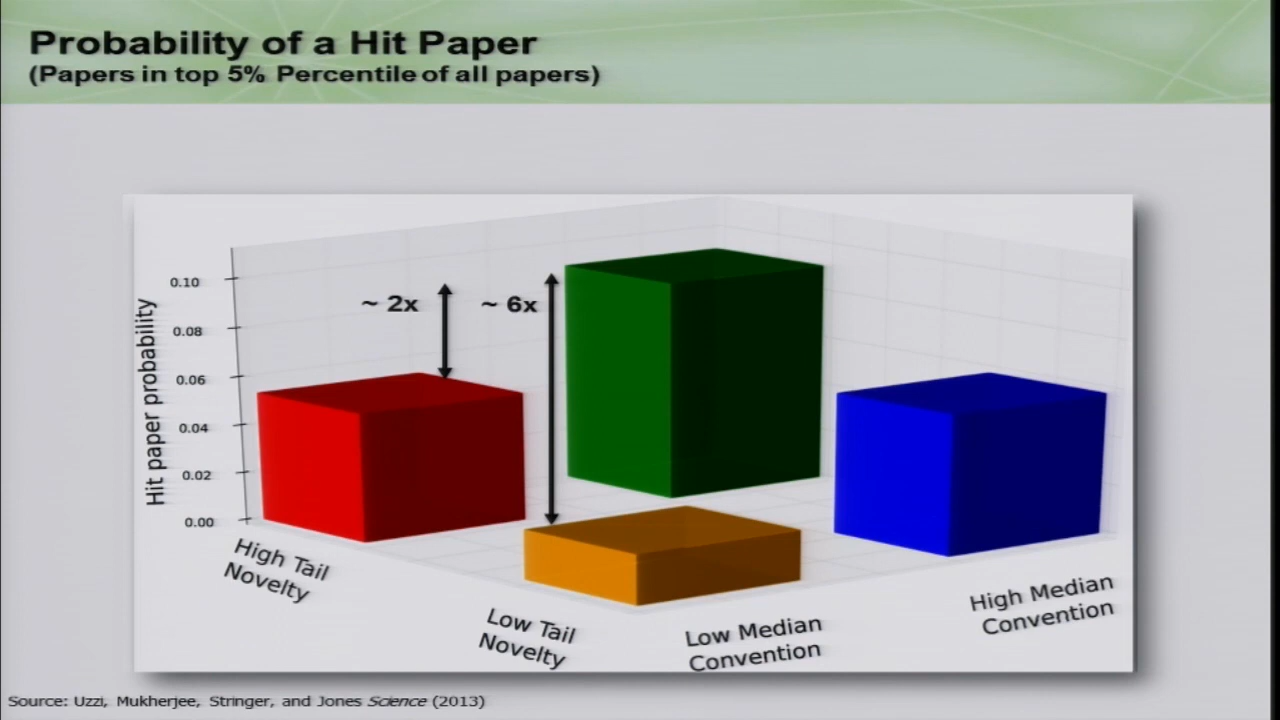 Probability of a Hit Paper
(Papers in top 5% Percentile of all papers)
Hit paper probability
0.10
0.08
0.06
0.04
0.02
0.00
~ 2x
~ 6x
High Tail
Novelty
Low Tail
Novelty
Low Median
Convention
High Median
Convention
Source: Uzzi, Mukherjee, Stringer, and Jones Science (2013)